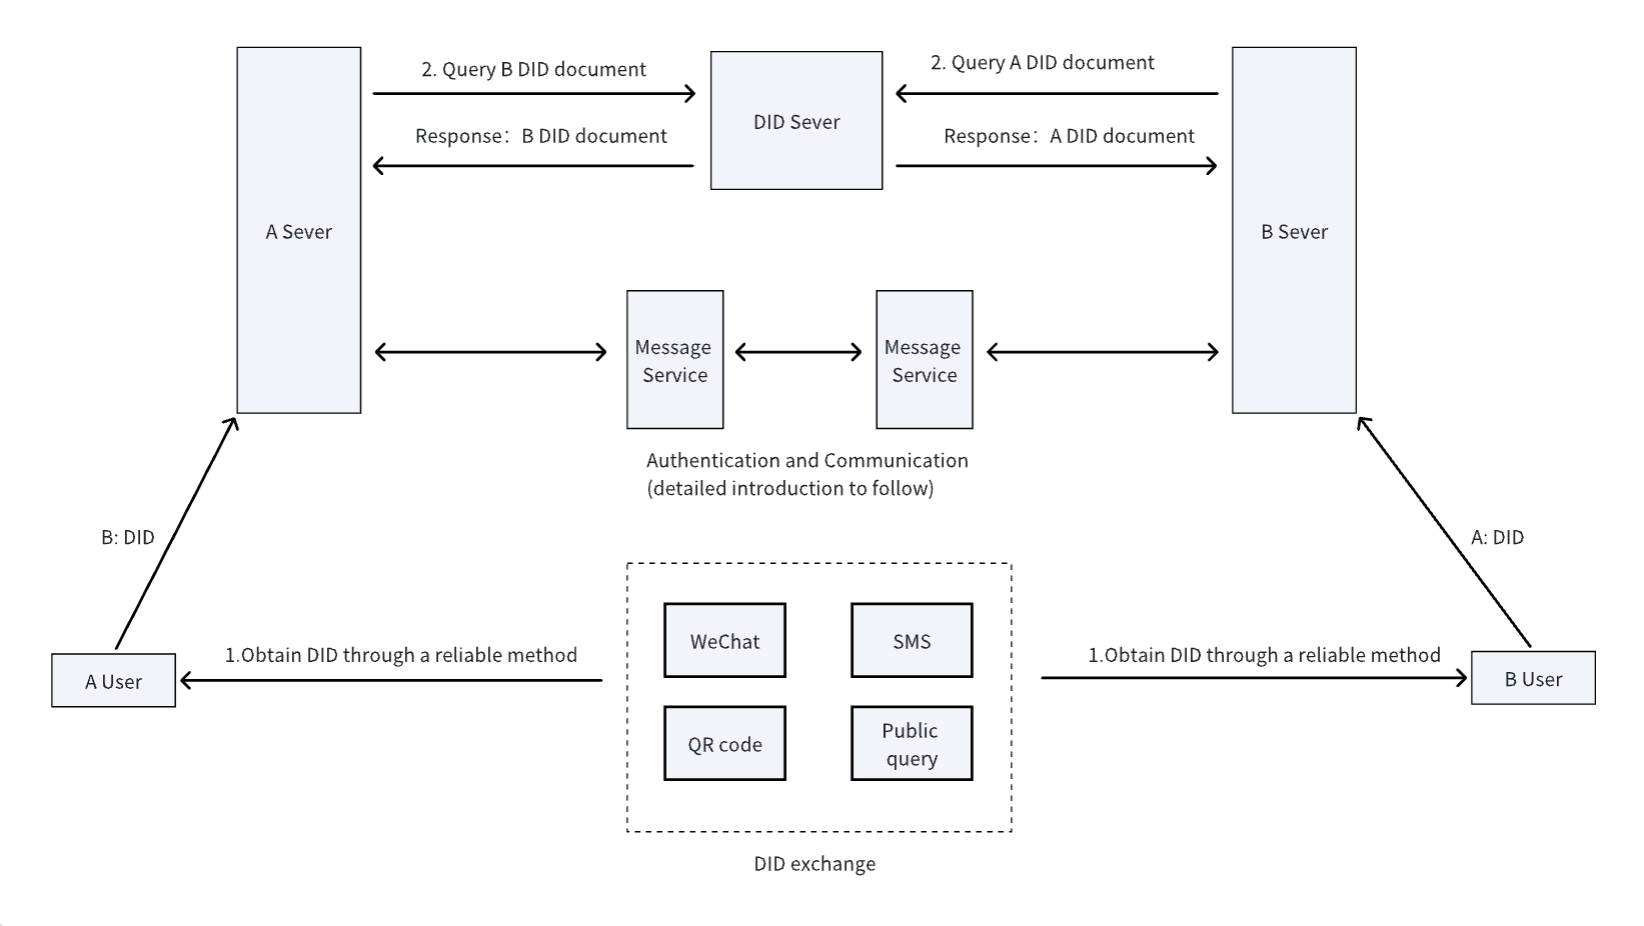 2. Query B DID document
2. Query A DID document
DID Sever
Response：B DID document
Response：A DID document
A Sever
B Sever
Message
Service
Message
Service
Authentication and Communication
(detailed introduction to follow)
B: DID
A: DID
WeChat
SMS
1.Obtain DID through a reliable method
1.Obtain DID through a reliable method
A User
B User
QR code
Public
query
DID exchange